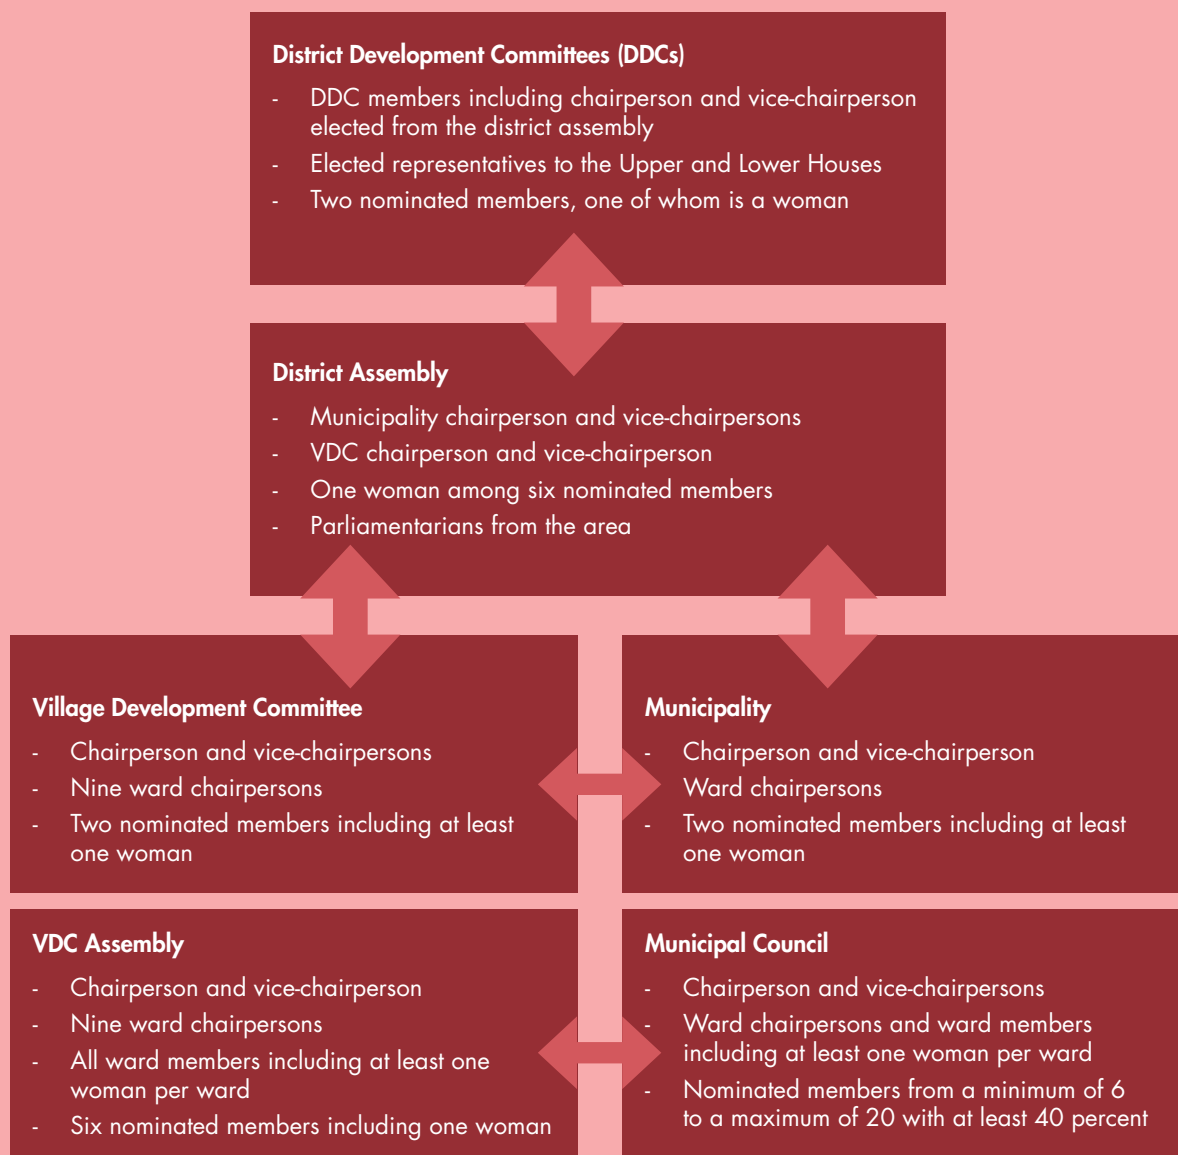 District Development Committees (DDCs)
- DDC members including chairperson and vice-chairperson
elected from the district assembly
- Elected representatives to the Upper and Lower Houses
- Two nominated members, one of whom is a woman
District Assembly
- Municipality chairperson and vice-chairpersons
- VDC chairperson and vice-chairperson
- One woman among six nominated members
- Parliamentarians from the area
Village Development Committee
- Chairperson and vice-chairpersons
- Nine ward chairpersons
- Two nominated members including at least
one woman
Municipality
- Chairperson and vice-chairperson
Ward chairpersons
- Two nominated members including at least
one woman
VDC Assembly
- Chairperson and vice-chairperson
- Nine ward chairpersons
- All ward members including at least one
woman per ward
- Six nominated members including one woman
Municipal Council
- Chairperson and vice-chairpersons
- Ward chairpersons and ward members
including at least one woman per ward
- Nominated members from a minimum of 6
to a maximum of 20 with at least 40 percent